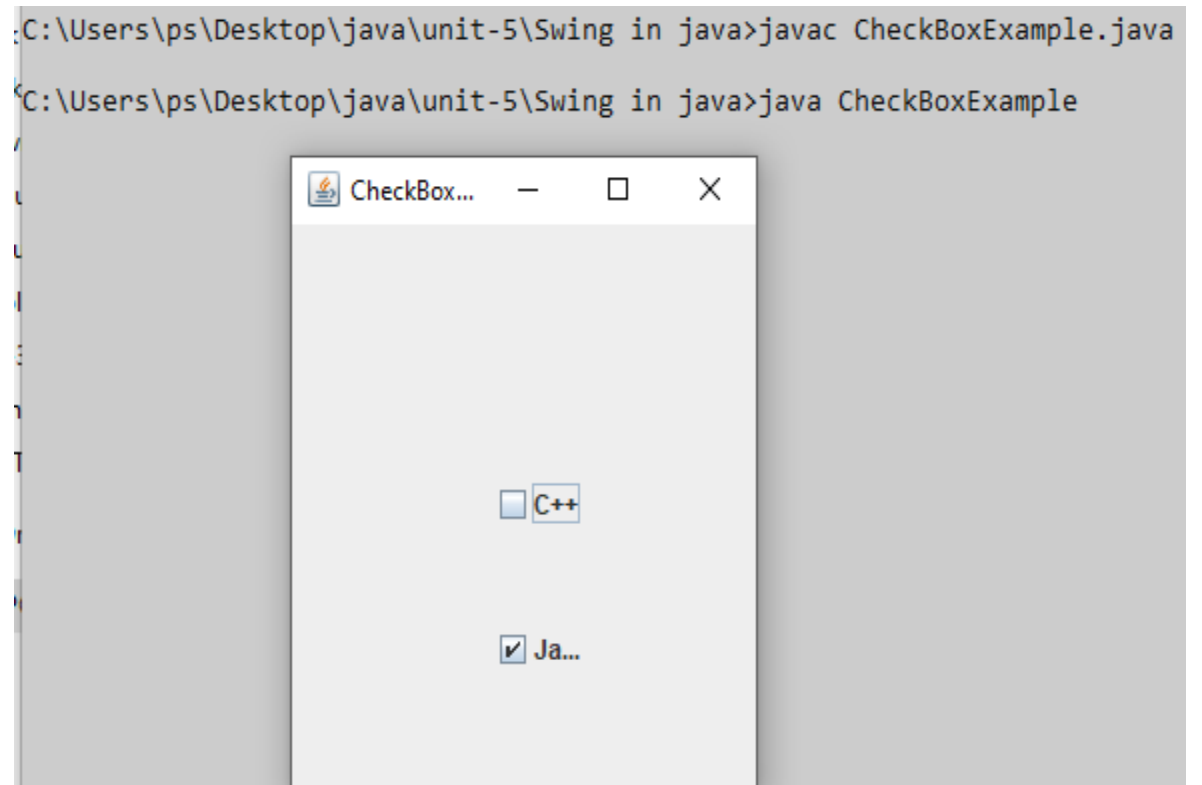 C:\Users\ps\Desktop\java\unit-5\Swing in java>javac CheckBoxExample.java
C:\Users\ps\Desktop\java\unit-5\Swing in java>java CheckBoxExample
CheckBox...
C++
Ja...